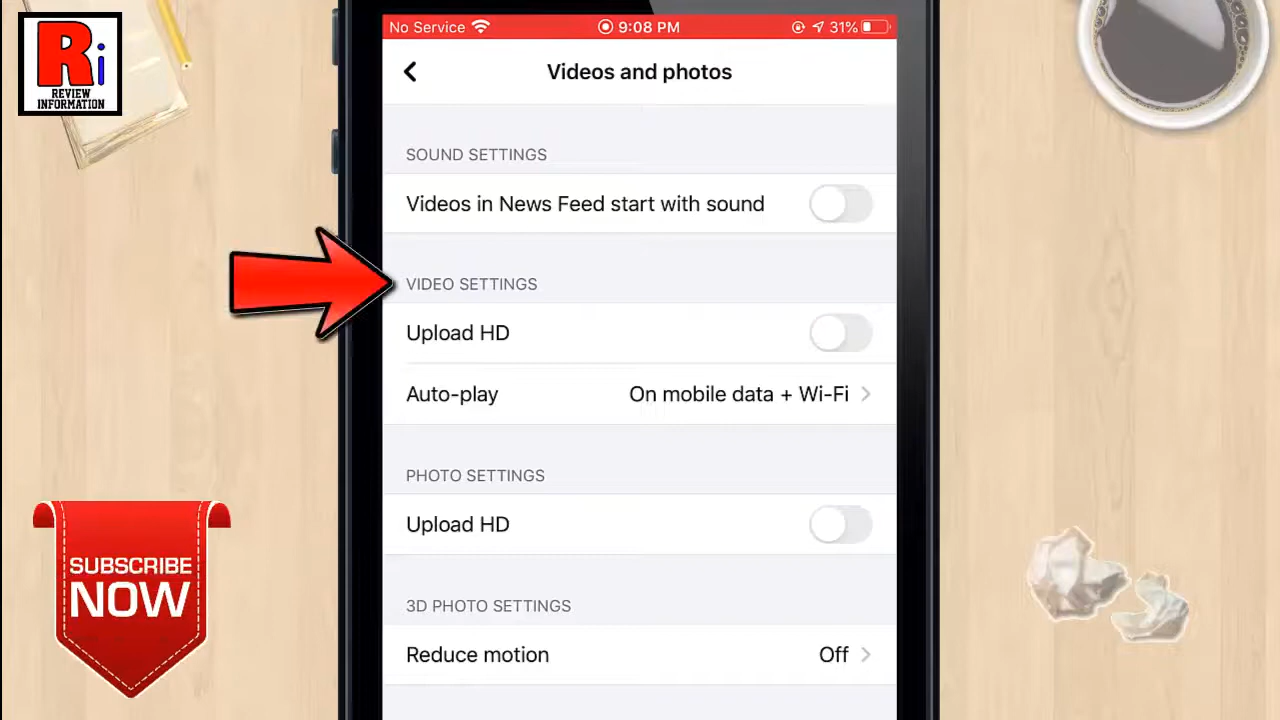 Ri
REVIEW
INFORMATION
No Service 9:08 PM 31%
Videos and photos
SOUND SETTINGS
Videos in News Feed start with sound
VIDEO SETTINGS
Upload HD
Auto-play On mobile data + Wi-Fi
PHOTO SETTINGS
Upload HD
3D PHOTO SETTINGS
Reduce motion Off
SUBSCRIBE
NOW